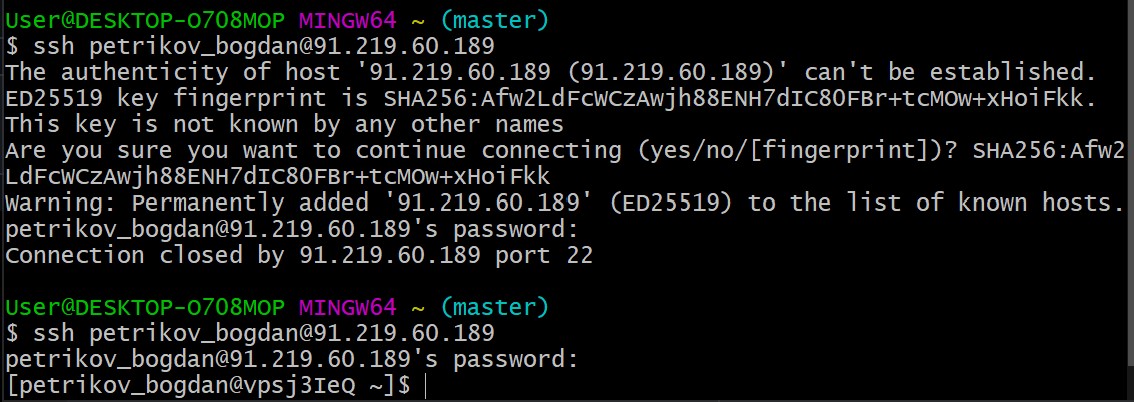 User@DESKTOP-O7O8MOP MINGW64 ~ (master)
$ ssh petrikov_bogdan@91.219.60.189
The authenticity of host '91.219.60.189 (91.219.60.189)' can't be established.
ED25519 key fingerprint is SHA256:Afw2LdFcWCzAwjh88ENH7dIC8OFBr+tcMOw+xHoiFkk.
This key is not known by any other names
Are you sure you want to continue connecting (yes/no/[fingerprint])? SHA256:Afw2
LdFcWCzAwjh88ENH7dIC8OFBr+tcMOw+xHoiFkk
Warning: Permanently added '91.219.60.189' (ED25519) to the list of known hosts.
petrikov_bogdan@91.219.60.189's password:
Connection closed by 91.219.60.189 port 22
User@DESKTOP-O7O8MOP MINGW64 ~ (master)
$ ssh petrikov_bogdan@91.219.60.189
petrikov_bogdan@91.219.60.189's password:
[petrikov_bogdan@vpsj3IeQ ~]$